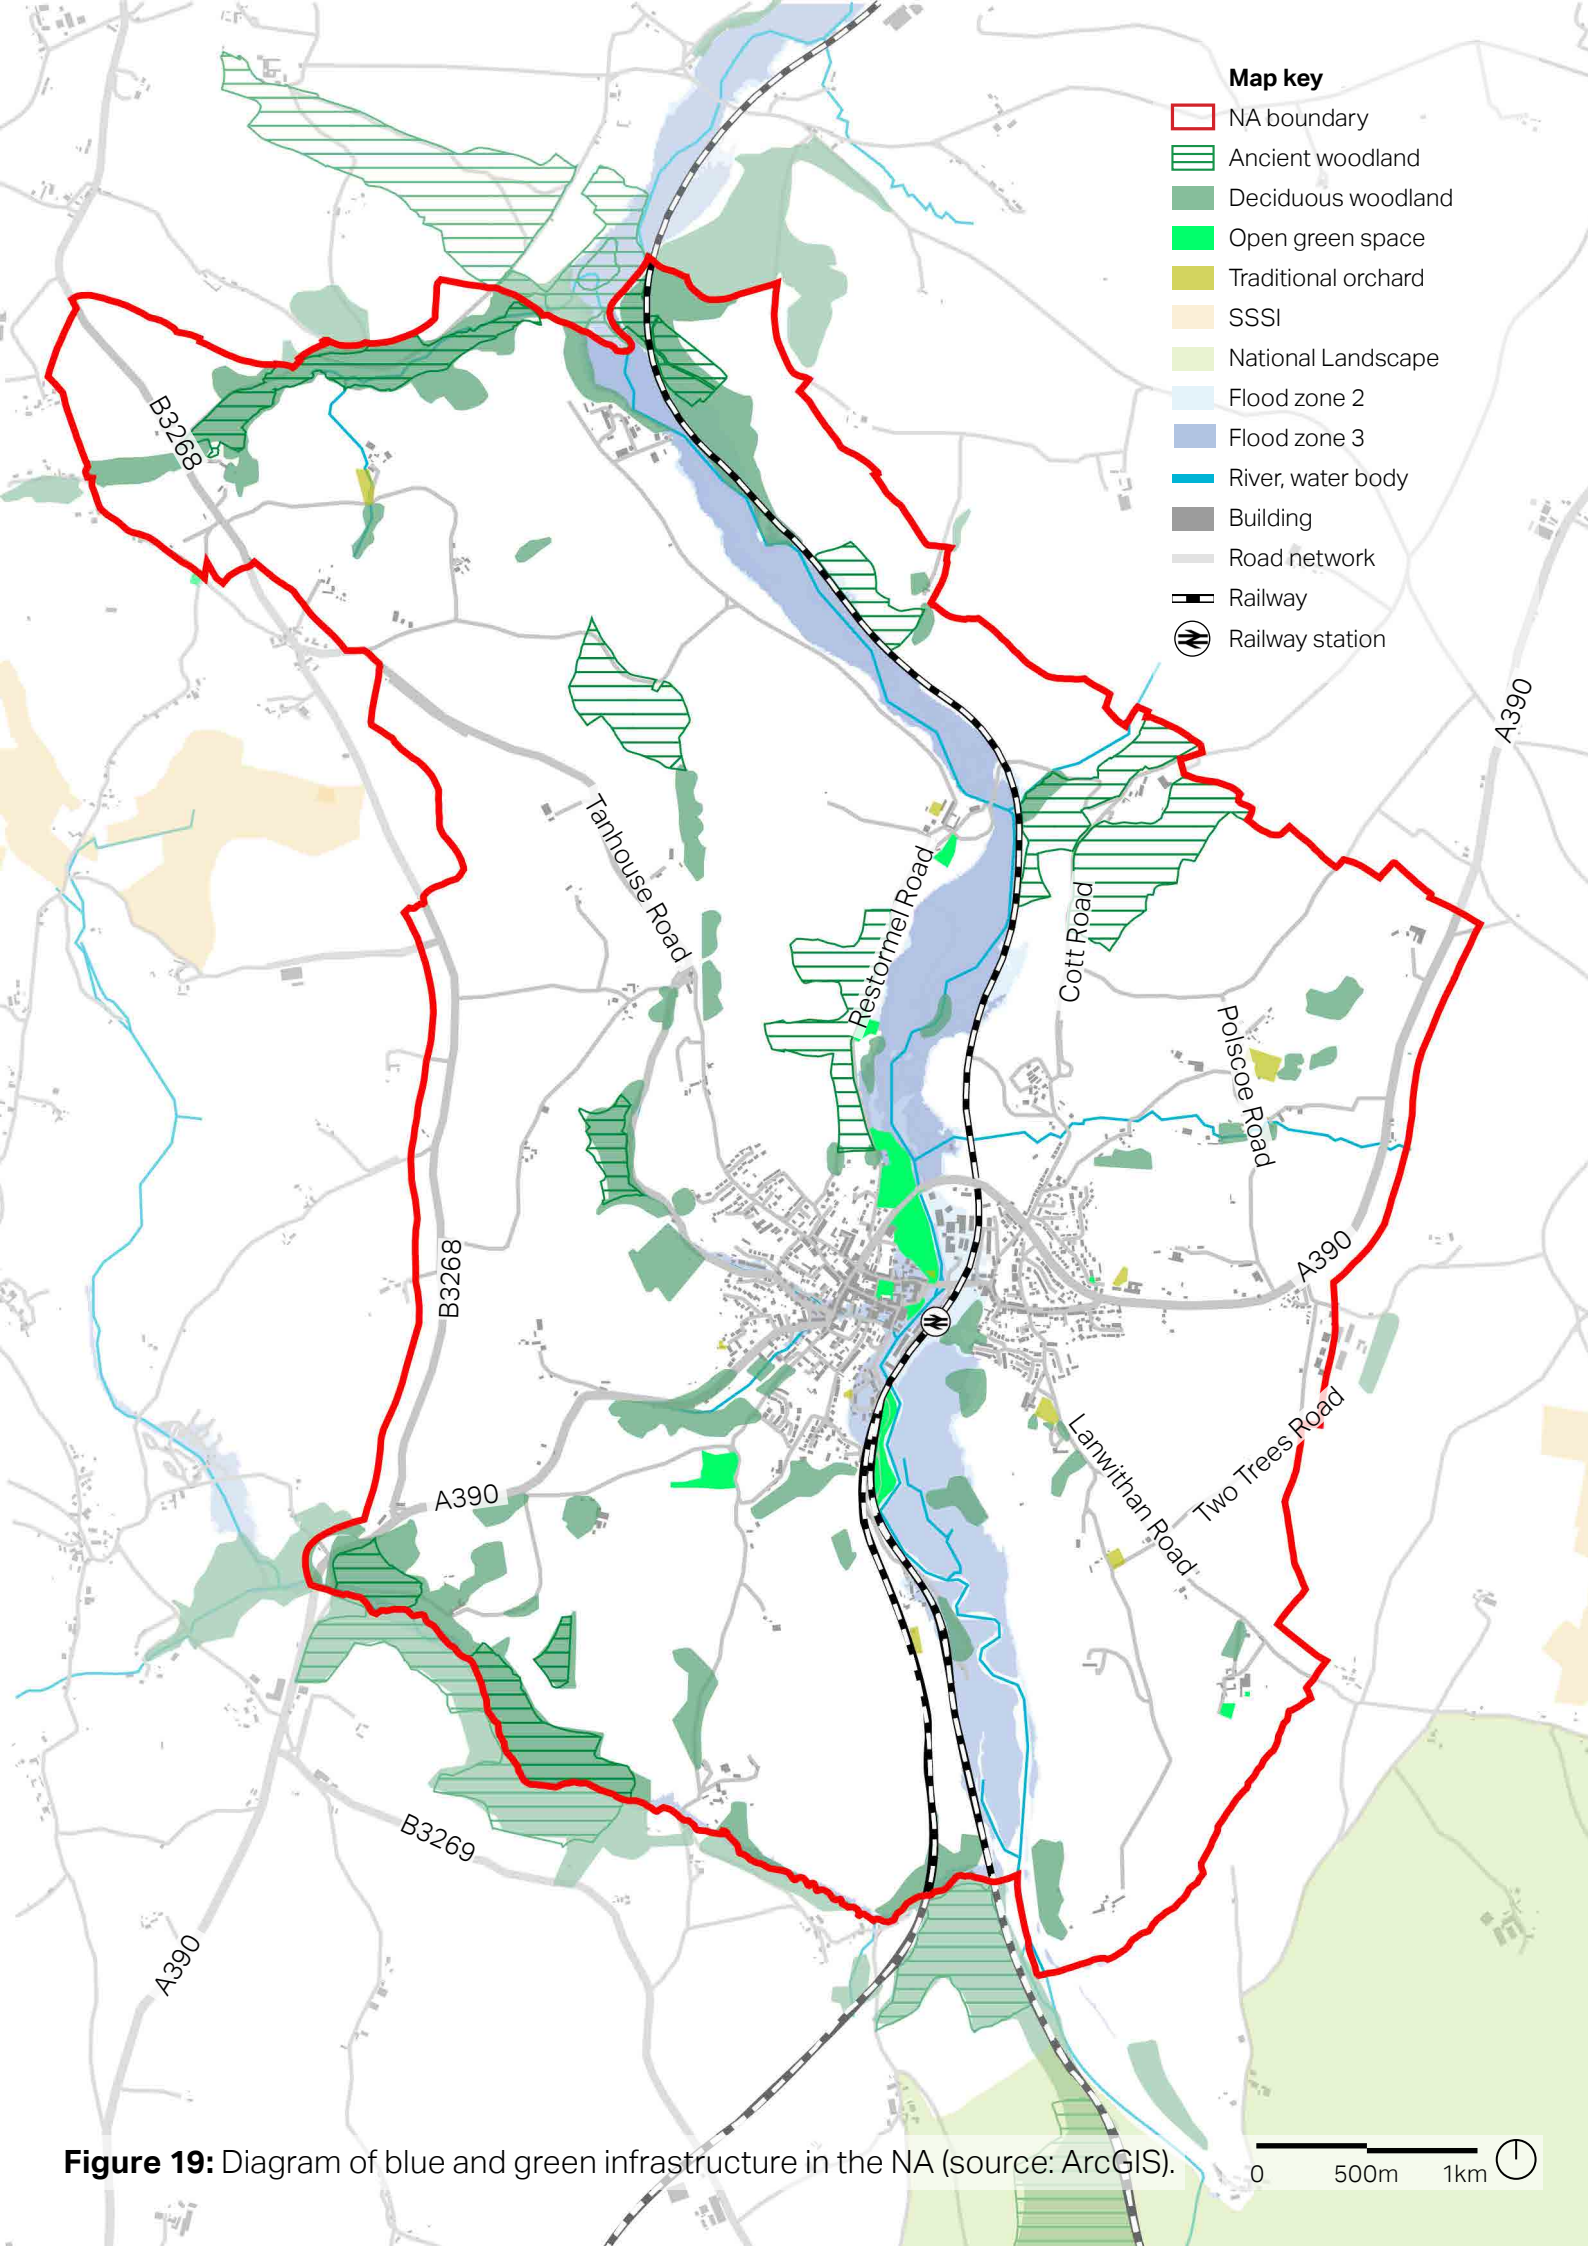 Map key
NA boundary
Ancient woodland
Deciduous woodland
Open green space
Traditional orchard
SSSI
National Landscape
Flood zone 2
Flood zone 3
River, water body
Building
Road network
Railway
Railway station
B3268
A390
Tanhouse Road
Restormel Road
Cott Road
Polscoe Road
B3268
A390
Lanwithan Road
Two Trees Road
A390
B3269
A390
Figure 19: Diagram of blue and green infrastructure in the NA (source: ArcGIS).
0 500m 1km